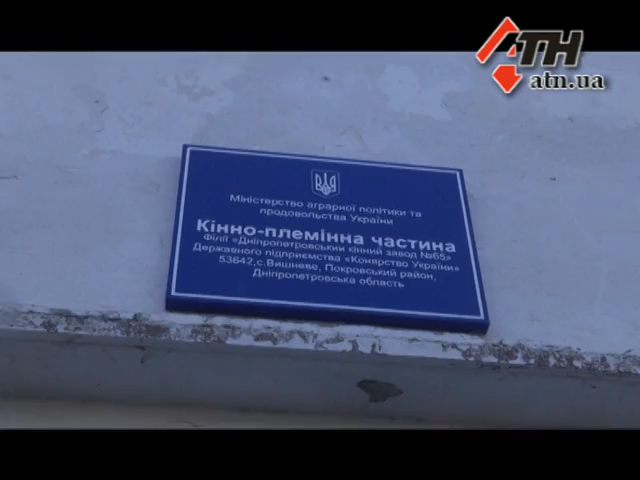 АТН
atn.ua
Міністерство аграрної політики та
продовольства України
Кінно-племінна частина
Філії «Дніпропетровський кінний завод №65»
Державного підприємства «Конярство України»
53642,с.Вишневе, Покровський район,
Дніпропетровська область